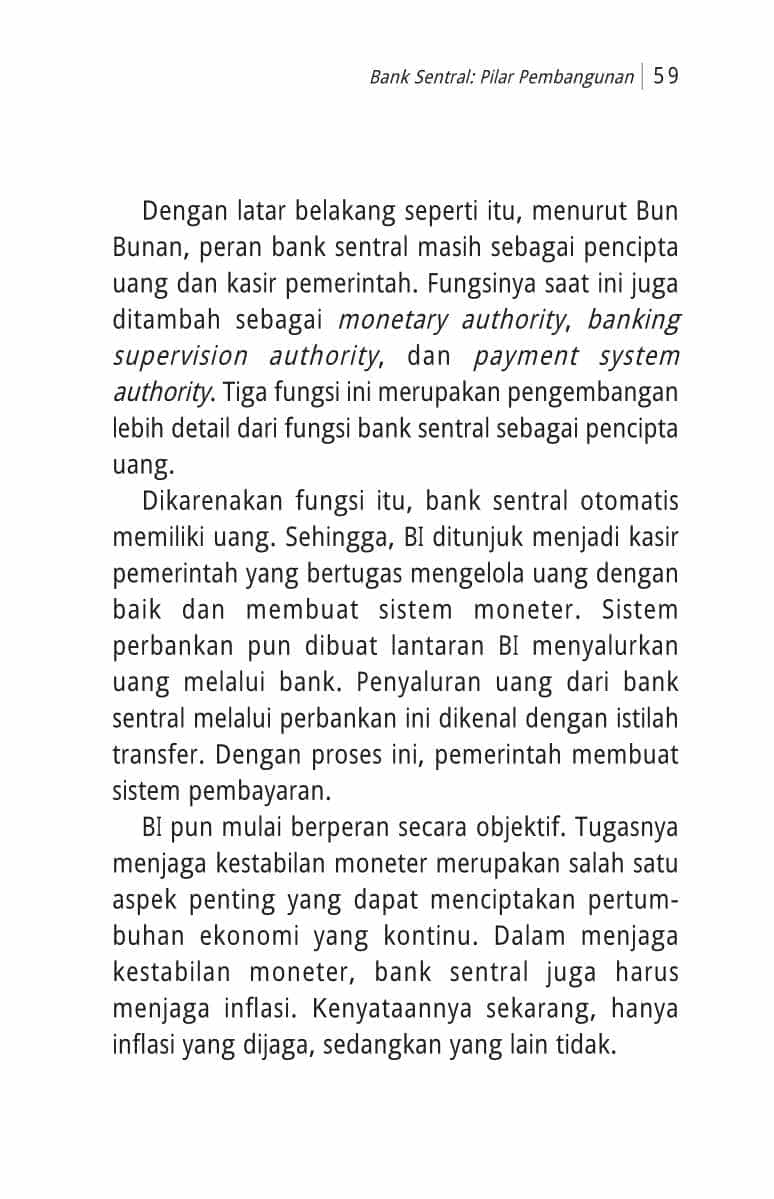 Bank Sentral: Pilar Pembangunan | 59
Dengan latar belakang seperti itu, menurut Bun
Bunan, peran bank sentral masih sebagai pencipta
uang dan kasir pemerintah. Fungsinya saat ini juga
ditambah sebagai monetary authority, banking
supervision authority, dan payment system
authority. Tiga fungsi ini merupakan pengembangan
lebih detail dari fungsi bank sentral sebagai pencipta
uang.
Dikarenakan fungsi itu, bank sentral otomatis
memiliki uang. Sehingga, BI ditunjuk menjadi kasir
pemerintah yang bertugas mengelola uang dengan
baik dan membuat sistem moneter. Sistem
perbankan pun dibuat lantaran BI menyalurkan
uang melalui bank. Penyaluran uang dari bank
sentral melalui perbankan ini dikenal dengan istilah
transfer. Dengan proses ini, pemerintah membuat
sistem pembayaran.
BI pun mulai berperan secara objektif. Tugasnya
menjaga kestabilan moneter merupakan salah satu
aspek penting yang dapat menciptakan pertum-
buhan ekonomi yang kontinu. Dalam menjaga
kestabilan moneter, bank sentral juga harus
menjaga inflasi. Kenyataannya sekarang, hanya
inflasi yang dijaga, sedangkan yang lain tidak.